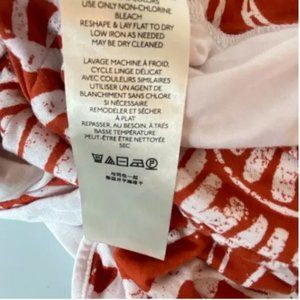 USE ONLY NON-CHLORINE
BLEACH
RESHAPE & LAY FLAT TO DRY
LOW IRON AS NEEDED
MAY BE DRY CLEANED
LAVAGE MACHINE À FROID,
CYCLE LINGE DÉLICAT
AVEC COULEURS SIMILAIRES
UTILISER UN AGENT DE
BLANCHIMENT SANS CHLORE
SI NÉCESSAIRE
REMODELER ET SÉCHER
À PLAT
REPASSER, AU BESOIN, À TRÈS
BASSE TEMPÉRATURE
PEUT-ÊTRE ÊTRE NETTOYÉE
SEC